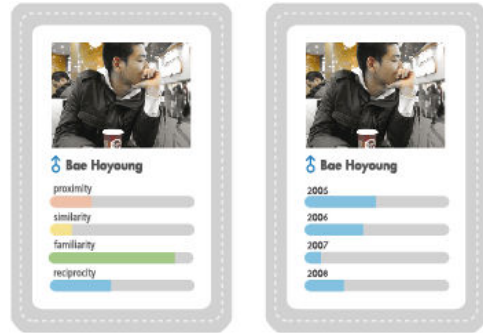 Bae Hoyoung
proximity
similarity
familiarity
reciprocity
Bae Hoyoung
2005
2006
2007
2008